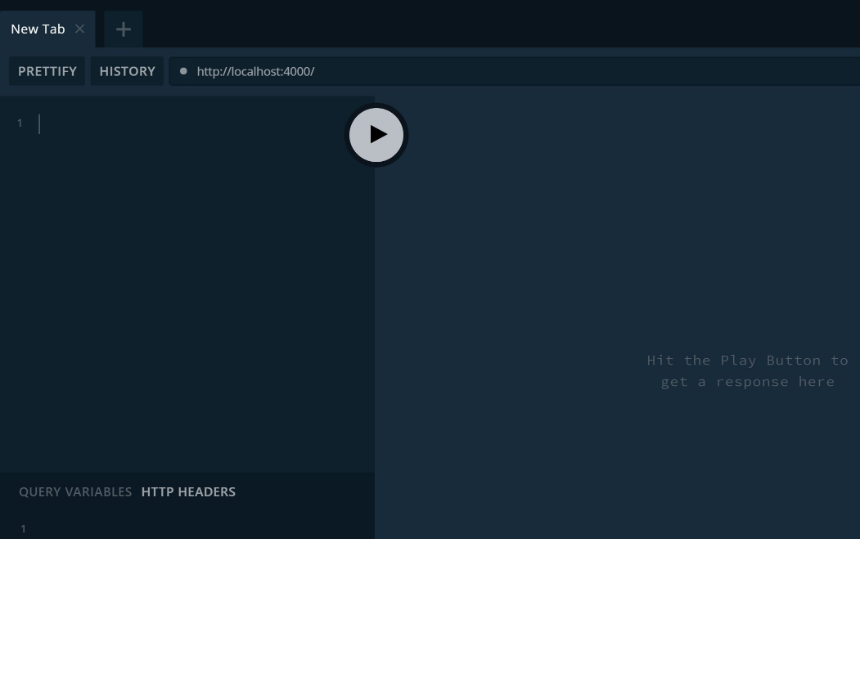 New Tab
PRETTIFY HISTORY http://localhost:4000/
1
Hit the Play Button to
get a response here
QUERY VARIABLES HTTP HEADERS
1